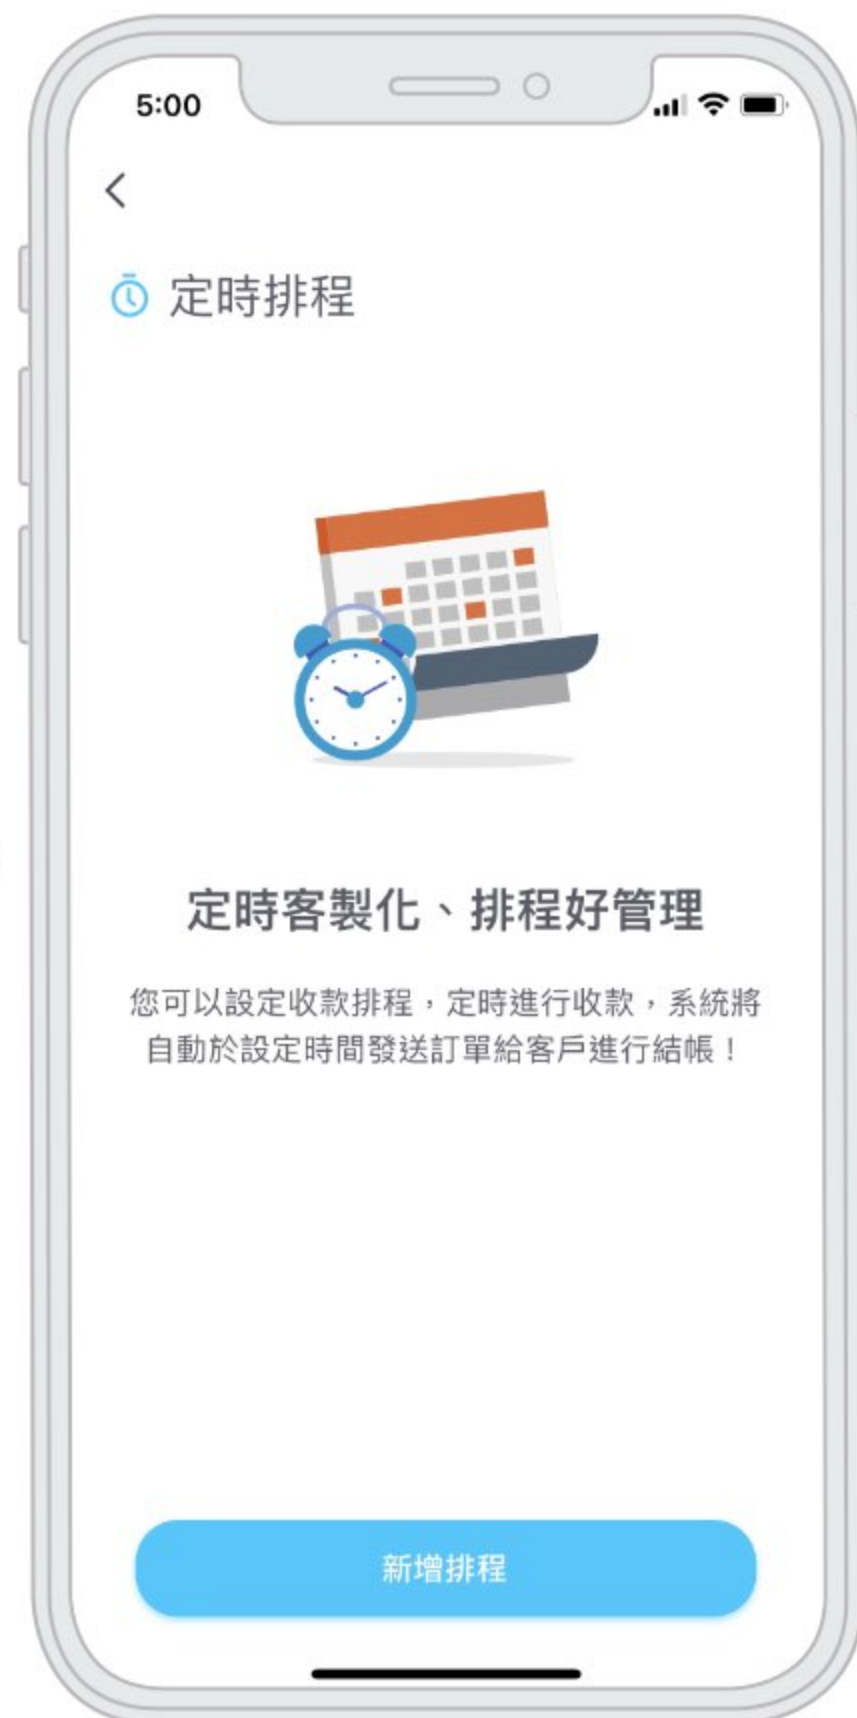 5:00
定時排程
定時客製化、排程好管理
您可以設定收款排程，定時進行收款，系統將
自動於設定時間發送訂單給客戶進行結帳！
新增排程